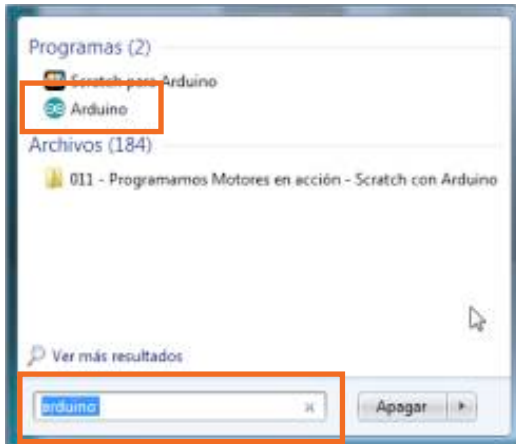 Programas (2)
Scratch para Arduino
Arduino
Archivos (184)
011 - Programamos Motores en acción - Scratch con Arduino
Ver más resultados
arduino
Apagar